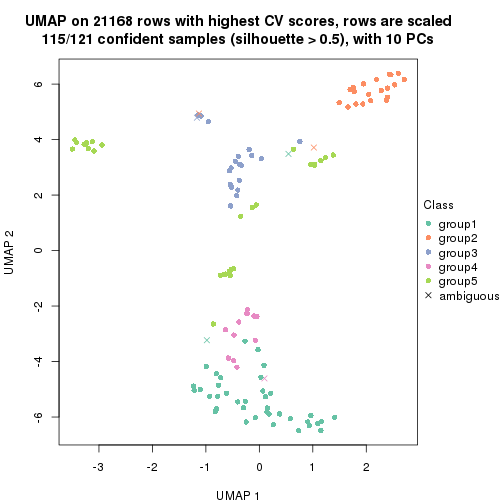 UMAP on 21168 rows with highest CV scores, rows are scaled
115/121 confident samples (silhouette > 0.5), with 10 PCs
6
4
2
0
-2
-4
-6
UMAP 2
-3
-2
-1
0
1
2
UMAP 1
Class
group1
group2
group3
group4
group5
ambiguous